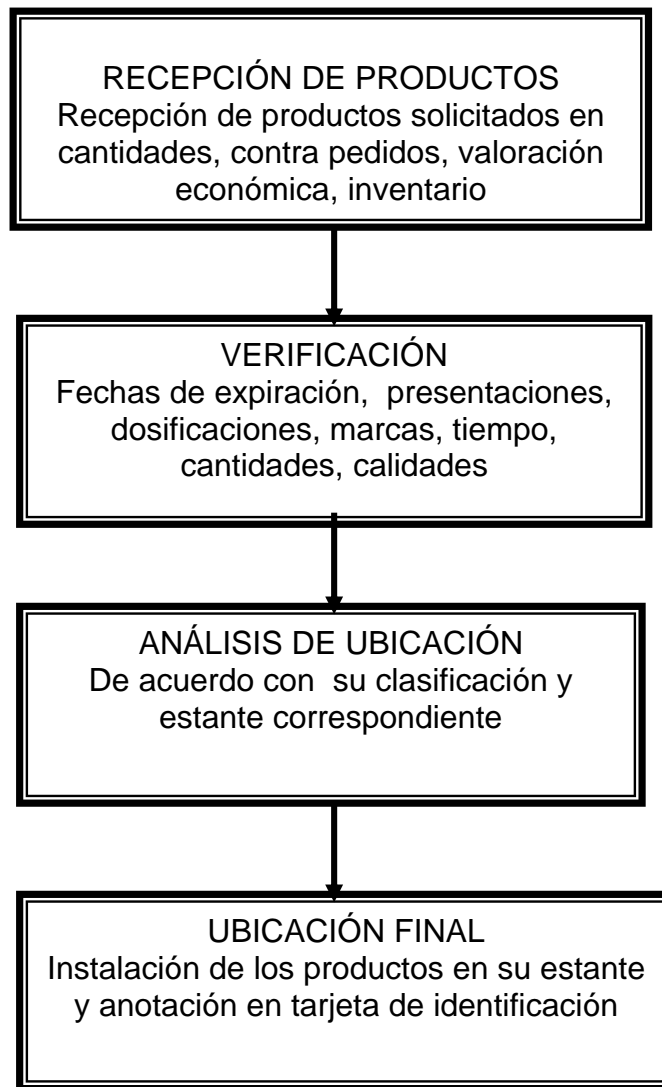 RECEPCIÓN DE PRODUCTOS
Recepción de productos solicitados en
cantidades, contra pedidos, valoración
económica, inventario
VERIFICACIÓN
Fechas de expiración, presentaciones,
dosificaciones, marcas, tiempo,
cantidades, calidades
ANÁLISIS DE UBICACIÓN
De acuerdo con su clasificación y
estante correspondiente
UBICACIÓN FINAL
Instalación de los productos en su estante
y anotación en tarjeta de identificación